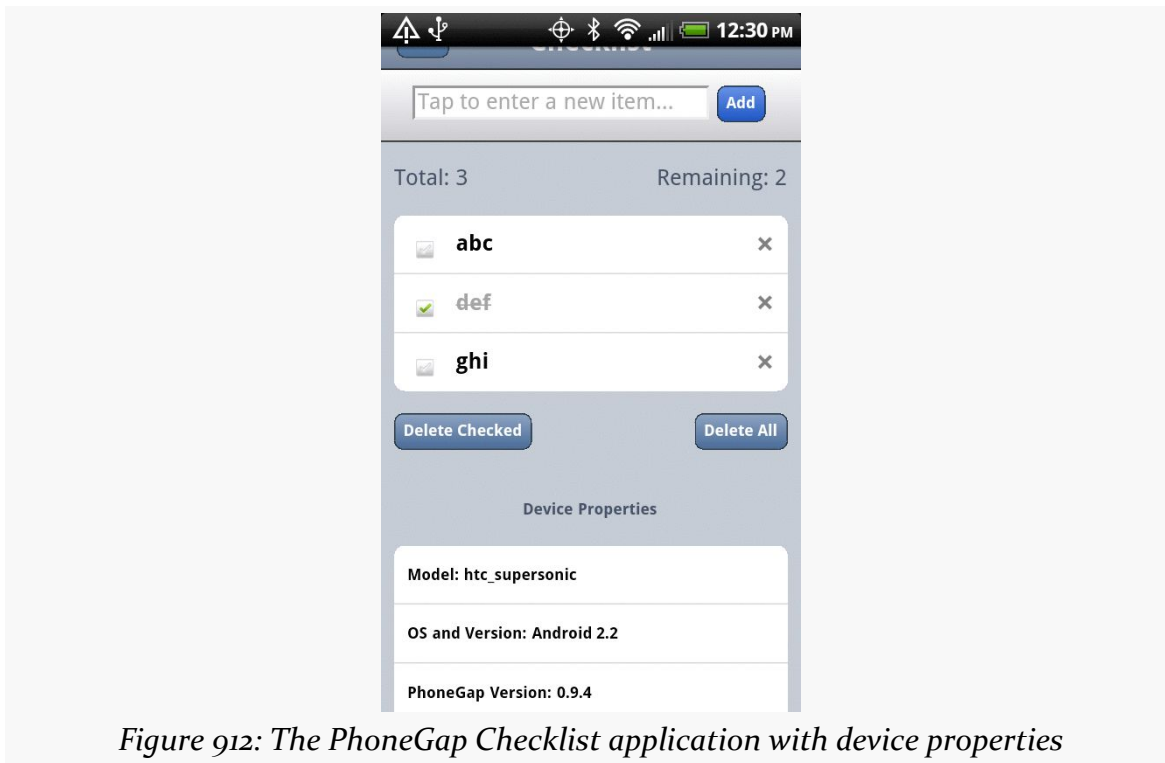 12:30 PM
Checklist
Tap to enter a new item... Add
Total: 3 Remaining: 2
abc
def
ghi
Delete Checked Delete All
Device Properties
Model: htc_supersonic
OS and Version: Android 2.2
PhoneGap Version: 0.9.4
Figure 912: The PhoneGap Checklist application with device properties